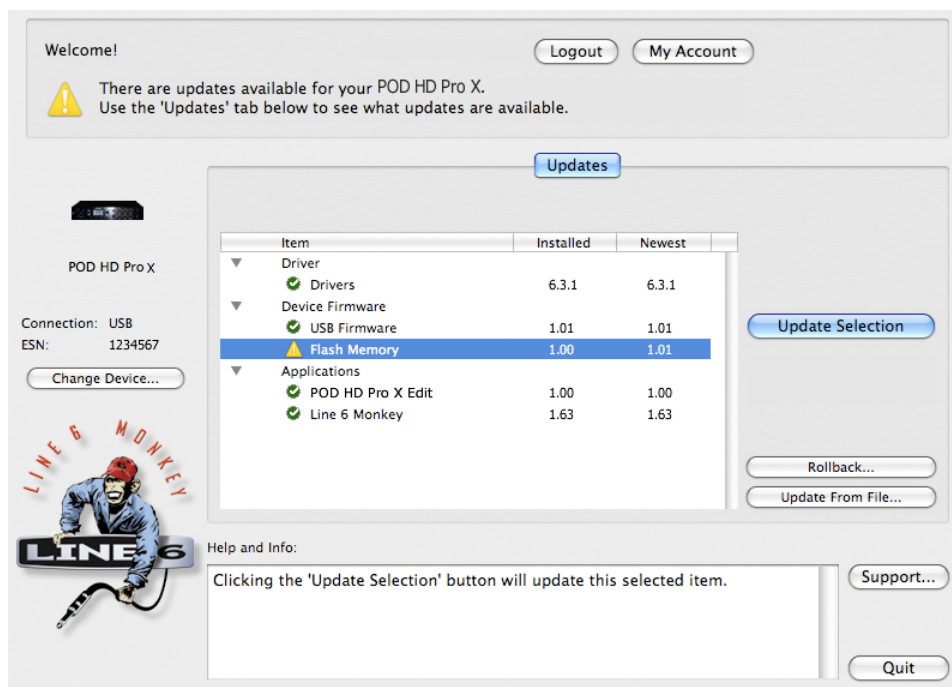 Welcome!
Logout
My Account
There are updates available for your POD HD Pro X.
Use the 'Updates' tab below to see what updates are available.
Updates
POD HD Pro X
Connection: USB
ESN: 1234567
Change Device...
Item Installed Newest
Driver
Drivers 6.3.1 6.3.1
Device Firmware
USB Firmware 1.01 1.01
Flash Memory 1.00 1.01
Applications
POD HD Pro X Edit 1.00 1.00
Line 6 Monkey 1.63 1.63
Update Selection
Rollback...
Update From File...
LINE 6 MONKEY
LINE 6
Help and Info:
Clicking the 'Update Selection' button will update this selected item.
Support...
Quit